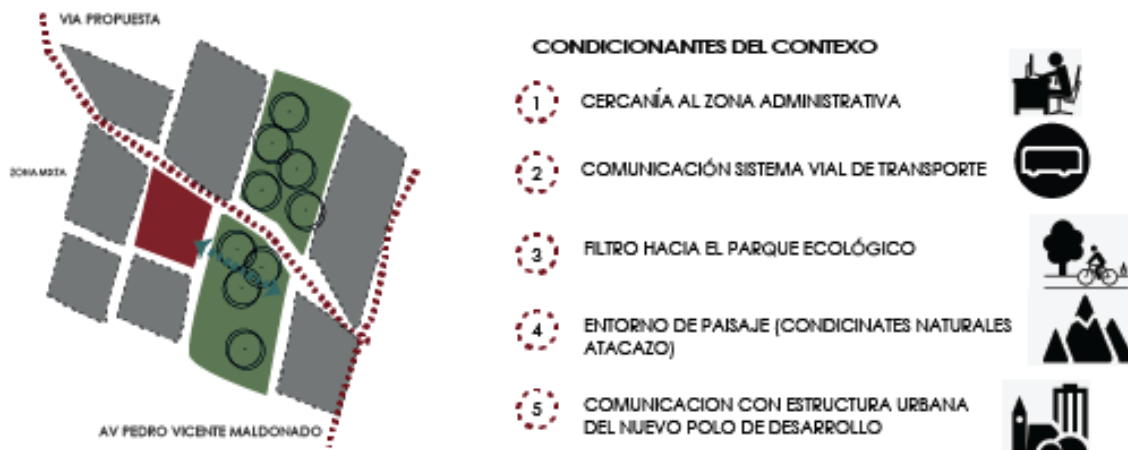 VIA PROPUESTA
ZONA MIXTA
AV PEDRO VICENTE MALDONADO
CONDICIONANTES DEL CONTEXO
1 CERCANÍA AL ZONA ADMINISTRATIVA
2 COMUNICACIÓN SISTEMA VIAL DE TRANSPORTE
3 FILTRO HACIA EL PARQUE ECOLÓGICO
4 ENTORNO DE PAISAJE (CONDICINATES NATURALES
ATACAZO)
5 COMUNICACION CON ESTRUCTURA URBANA
DEL NUEVO POLO DE DESARROLLO